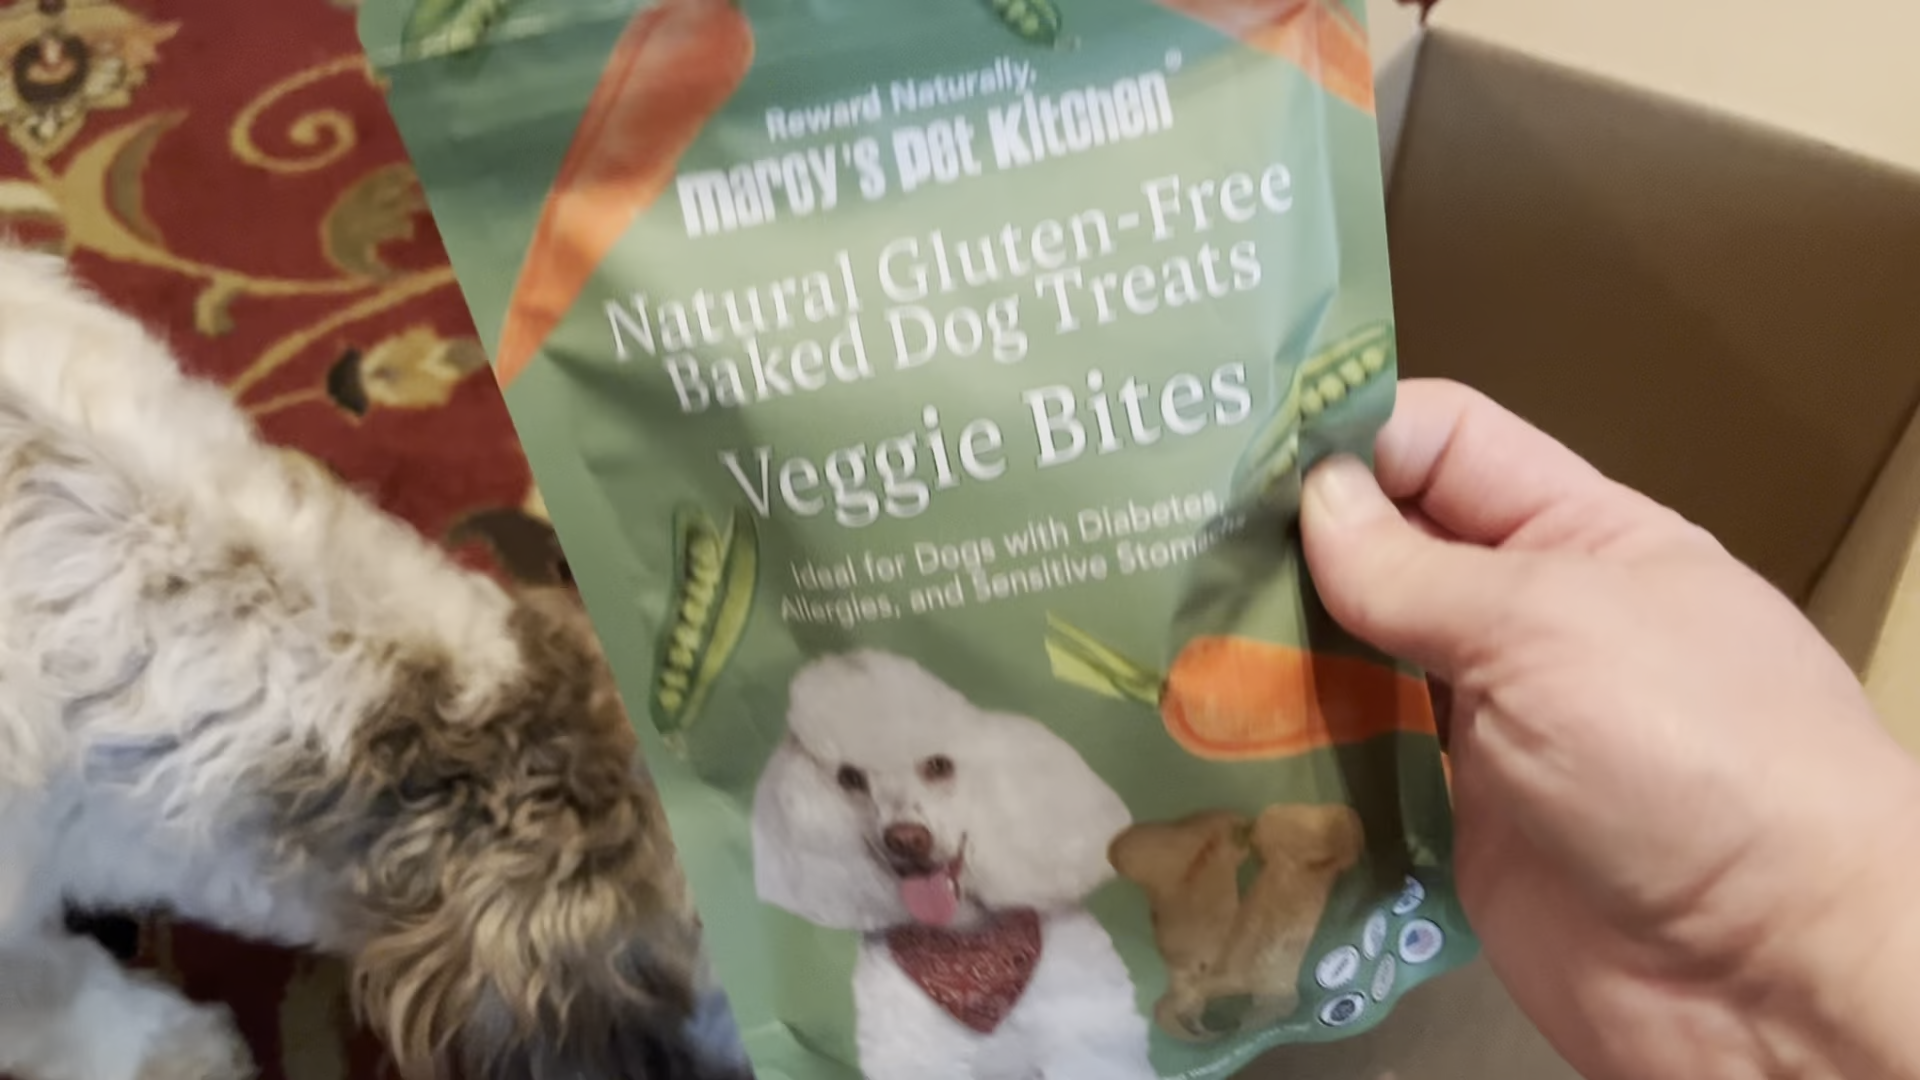 Reward Naturally,
marcy's pet kitchen®
Natural Gluten-Free
Baked Dog Treats
Veggie Bites
Ideal for Dogs with Diabetes,
Allergies, and Sensitive